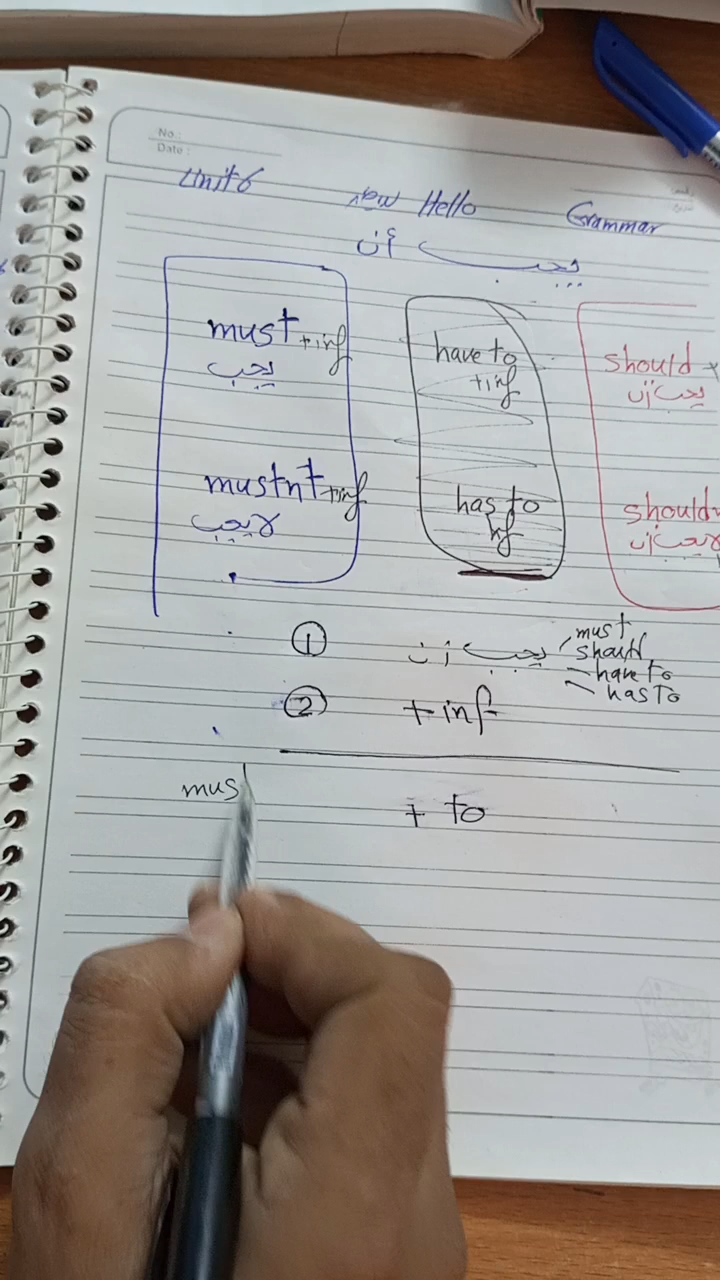 No.:
Date :
Unit 6 new Hello Grammar
يجب أن
must + inf have to + inf should +
يجب يجب أن
mustnt + inf has to inf should
لا يجب لا يجب أن
① يجب أن must
should
have to
has To
② + inf
mus + to